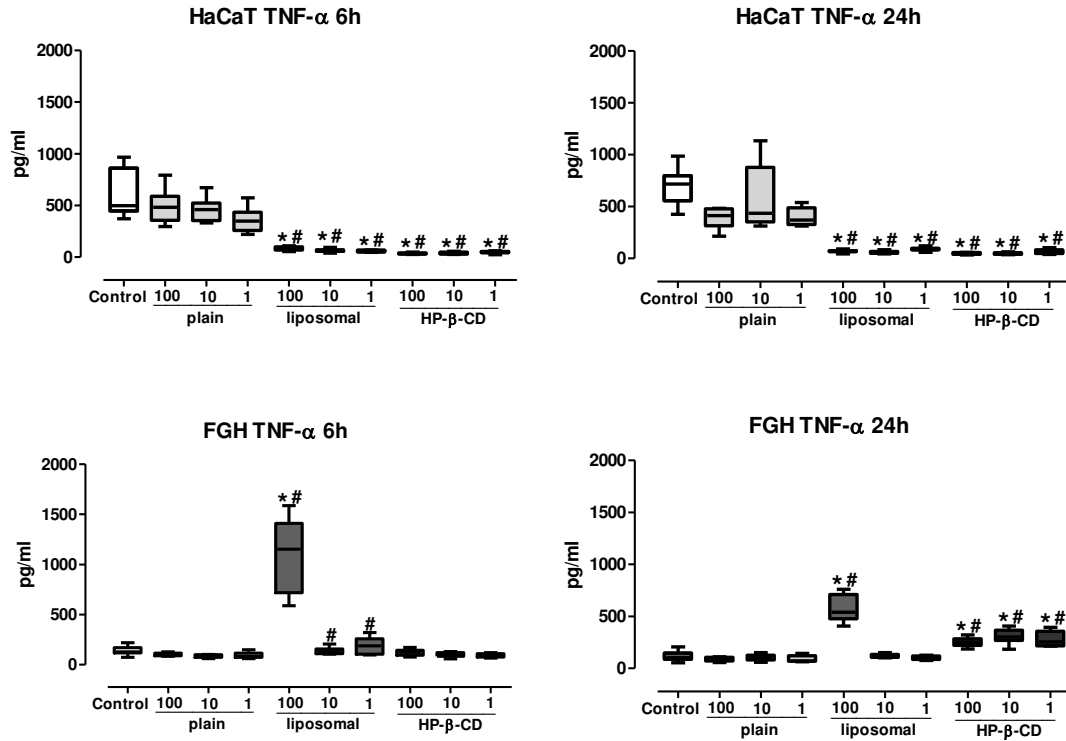 HaCaT TNF-α 6h
2000
1500
1000
500
0
pg/ml
* # * # * # * # * # * #
Control 100 10 1 100 10 1 100 10 1
plain liposomal HP-β-CD
HaCaT TNF-α 24h
2000
1500
1000
500
0
pg/ml
* # * # * # * # * # * #
Control 100 10 1 100 10 1 100 10 1
plain liposomal HP-β-CD
FGH TNF-α 6h
2000
1500
1000
500
0
pg/ml
* #
# #
Control 100 10 1 100 10 1 100 10 1
plain liposomal HP-β-CD
FGH TNF-α 24h
2000
1500
1000
500
0
pg/ml
* #
* # * # * #
Control 100 10 1 100 10 1 100 10 1
plain liposomal HP-β-CD